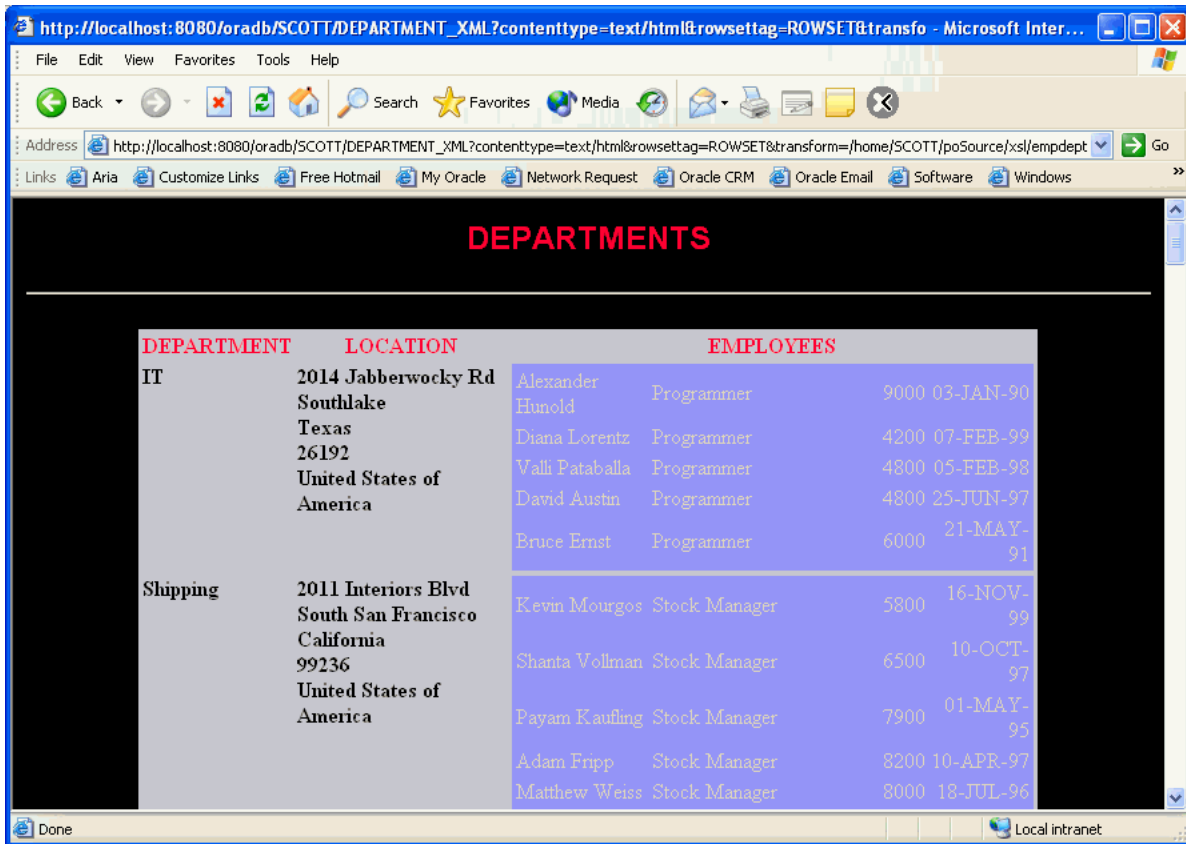 http://localhost:8080/oradb/SCOTT/DEPARTMENT_XML?contenttype=text/html&rowsettag=ROWSET&transfo - Microsoft Inter...
File Edit View Favorites Tools Help
Back Search Favorites Media
Address http://localhost:8080/oradb/SCOTT/DEPARTMENT_XML?contenttype=text/html&rowsettag=ROWSET&transform=/home/SCOTT/poSource/xsl/empdept Go
Links Aria Customize Links Free Hotmail My Oracle Network Request Oracle CRM Oracle Email Software Windows »
DEPARTMENTS
DEPARTMENT LOCATION EMPLOYEES
IT
2014 Jabberwocky Rd
Southlake
Texas
26192
United States of
America
Alexander
Hunold Programmer 9000 03-JAN-90
Diana Lorentz Programmer 4200 07-FEB-99
Valli Pataballa Programmer 4800 05-FEB-98
David Austin Programmer 4800 25-JUN-97
Bruce Ernst Programmer 6000 21-MAY-
91
Shipping
2011 Interiors Blvd
South San Francisco
California
99236
United States of
America
Kevin Mourgos Stock Manager 5800 16-NOV-
99
Shanta Vollman Stock Manager 6500 10-OCT-
97
Payam Kaufling Stock Manager 7900 01-MAY-
95
Adam Fripp Stock Manager 8200 10-APR-97
Matthew Weiss Stock Manager 8000 18-JUL-96
Done Local intranet